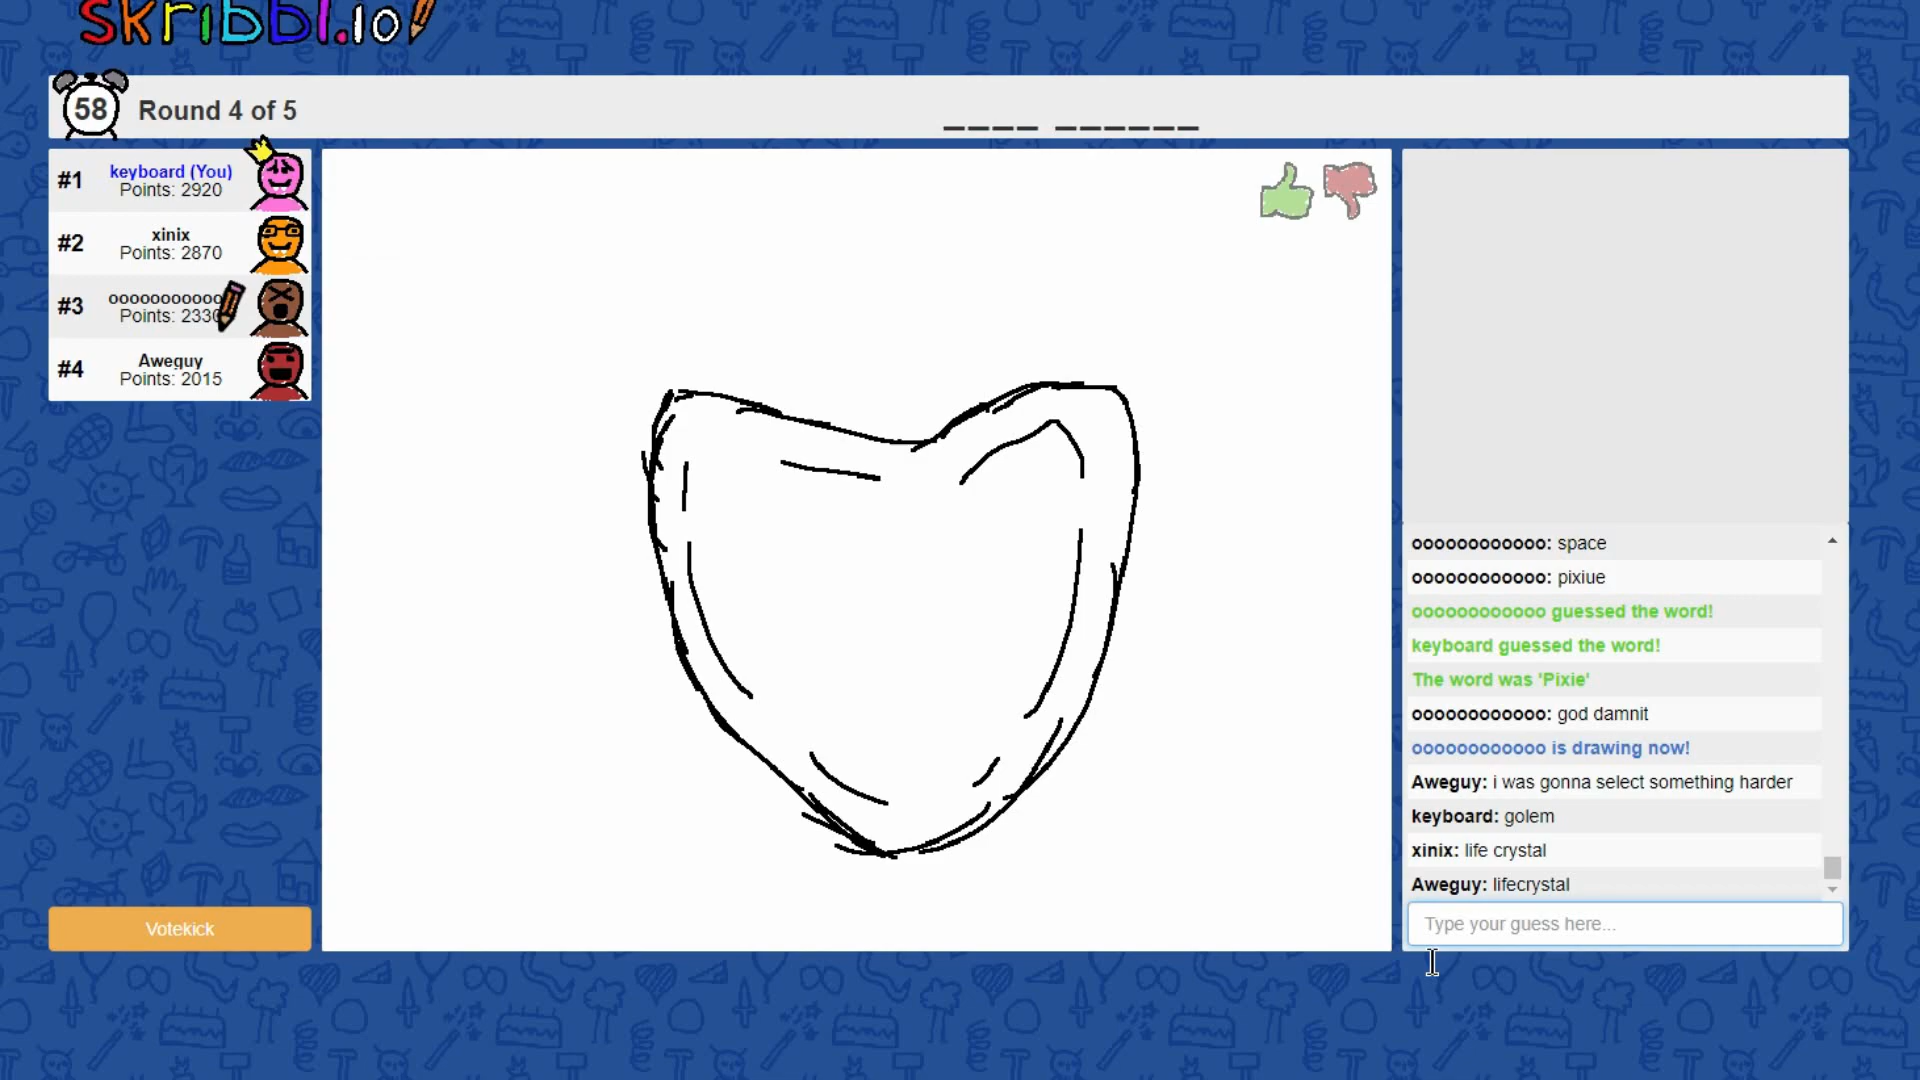 skribbl.io
58
Round 4 of 5
____ ______
#1
keyboard (You)
Points: 2920
#2
xinix
Points: 2870
#3
oooooooooooo
Points: 2330
#4
Aweguy
Points: 2015
Votekick
oooooooooooo: space
oooooooooooo: pixiue
oooooooooooo guessed the word!
keyboard guessed the word!
The word was 'Pixie'
oooooooooooo: god damnit
oooooooooooo is drawing now!
Aweguy: i was gonna select something harder
keyboard: golem
xinix: life crystal
Aweguy: lifecrystal
Type your guess here...